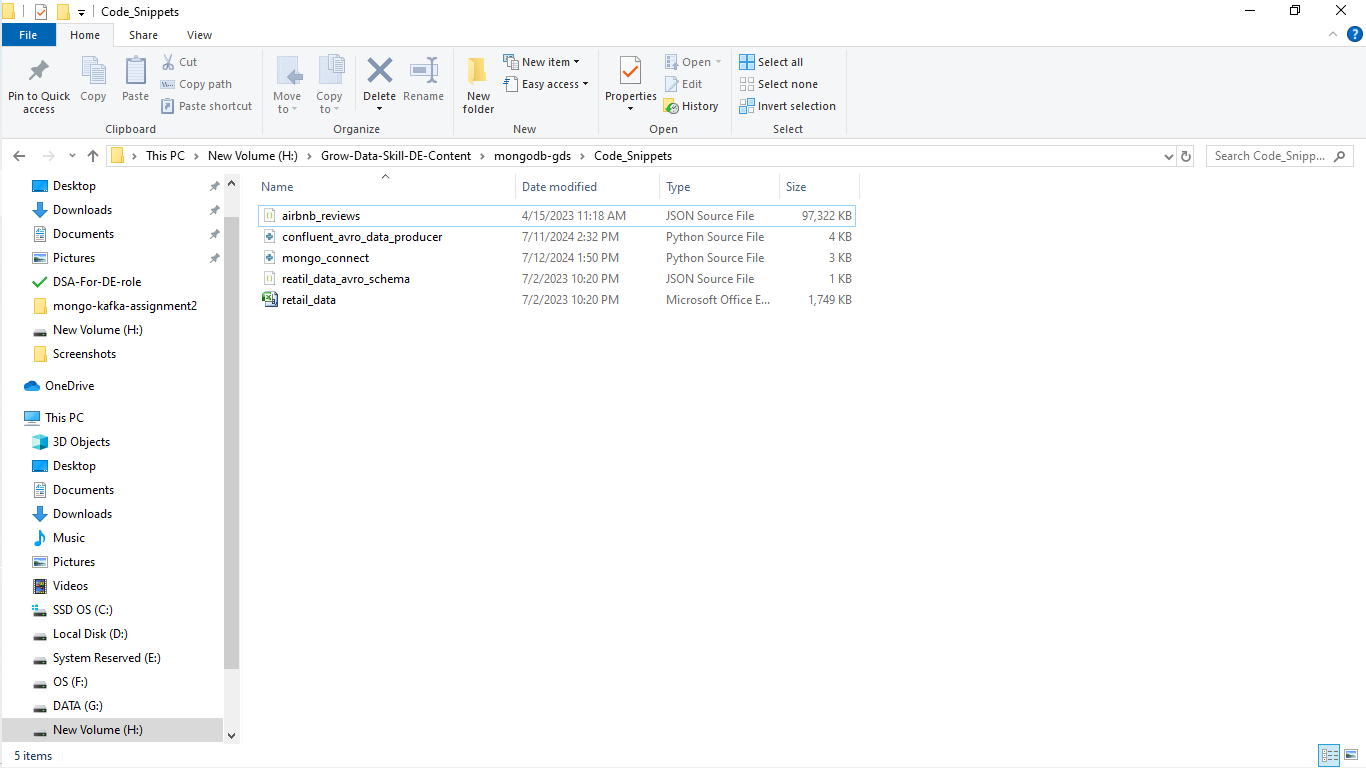 Code_Snippets
File Home Share View
Pin to Quick access
Copy
Paste
Cut
Copy path
Paste shortcut
Clipboard
Move to
Copy to
Delete
Rename
Organize
New folder
New item
Easy access
New
Properties
Open
Edit
History
Open
Select all
Select none
Invert selection
Select
This PC > New Volume (H:) > Grow-Data-Skill-DE-Content > mongodb-gds > Code_Snippets
Search Code_Snipp...
Desktop
Downloads
Documents
Pictures
DSA-For-DE-role
mongo-kafka-assignment2
New Volume (H:)
Screenshots
OneDrive
This PC
3D Objects
Desktop
Documents
Downloads
Music
Pictures
Videos
SSD OS (C:)
Local Disk (D:)
System Reserved (E:)
OS (F:)
DATA (G:)
New Volume (H:)
Name Date modified Type Size
airbnb_reviews 4/15/2023 11:18 AM JSON Source File 97,322 KB
confluent_avro_data_producer 7/11/2024 2:32 PM Python Source File 4 KB
mongo_connect 7/12/2024 1:50 PM Python Source File 3 KB
reatil_data_avro_schema 7/2/2023 10:20 PM JSON Source File 1 KB
retail_data 7/2/2023 10:20 PM Microsoft Office E... 1,749 KB
5 items